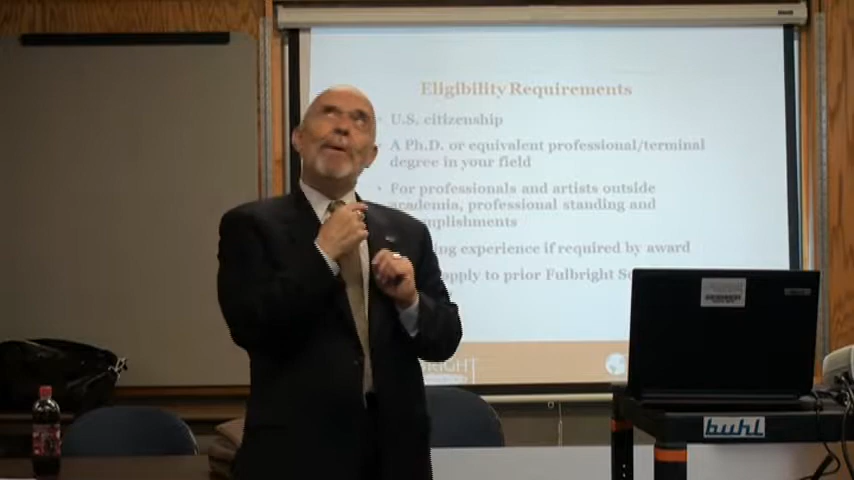 Eligibility Requirements
U.S. citizenship
A Ph.D. or equivalent professional/terminal
degree in your field
For professionals and artists outside
academia, professional standing and
experience if required by award
to prior Fulbright
buhl